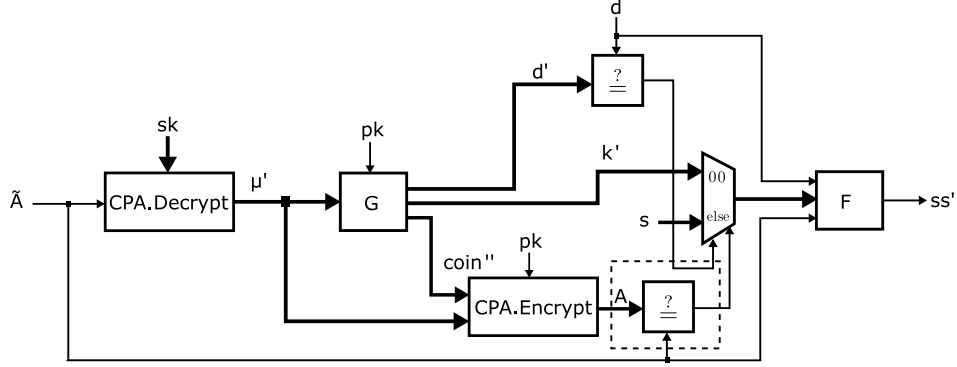 d
d'
?
=
sk
pk
k'
Ã
CPA.Decrypt
μ'
G
00
F
ss'
s
else
pk
coin''
CPA.Encrypt
A
?
=